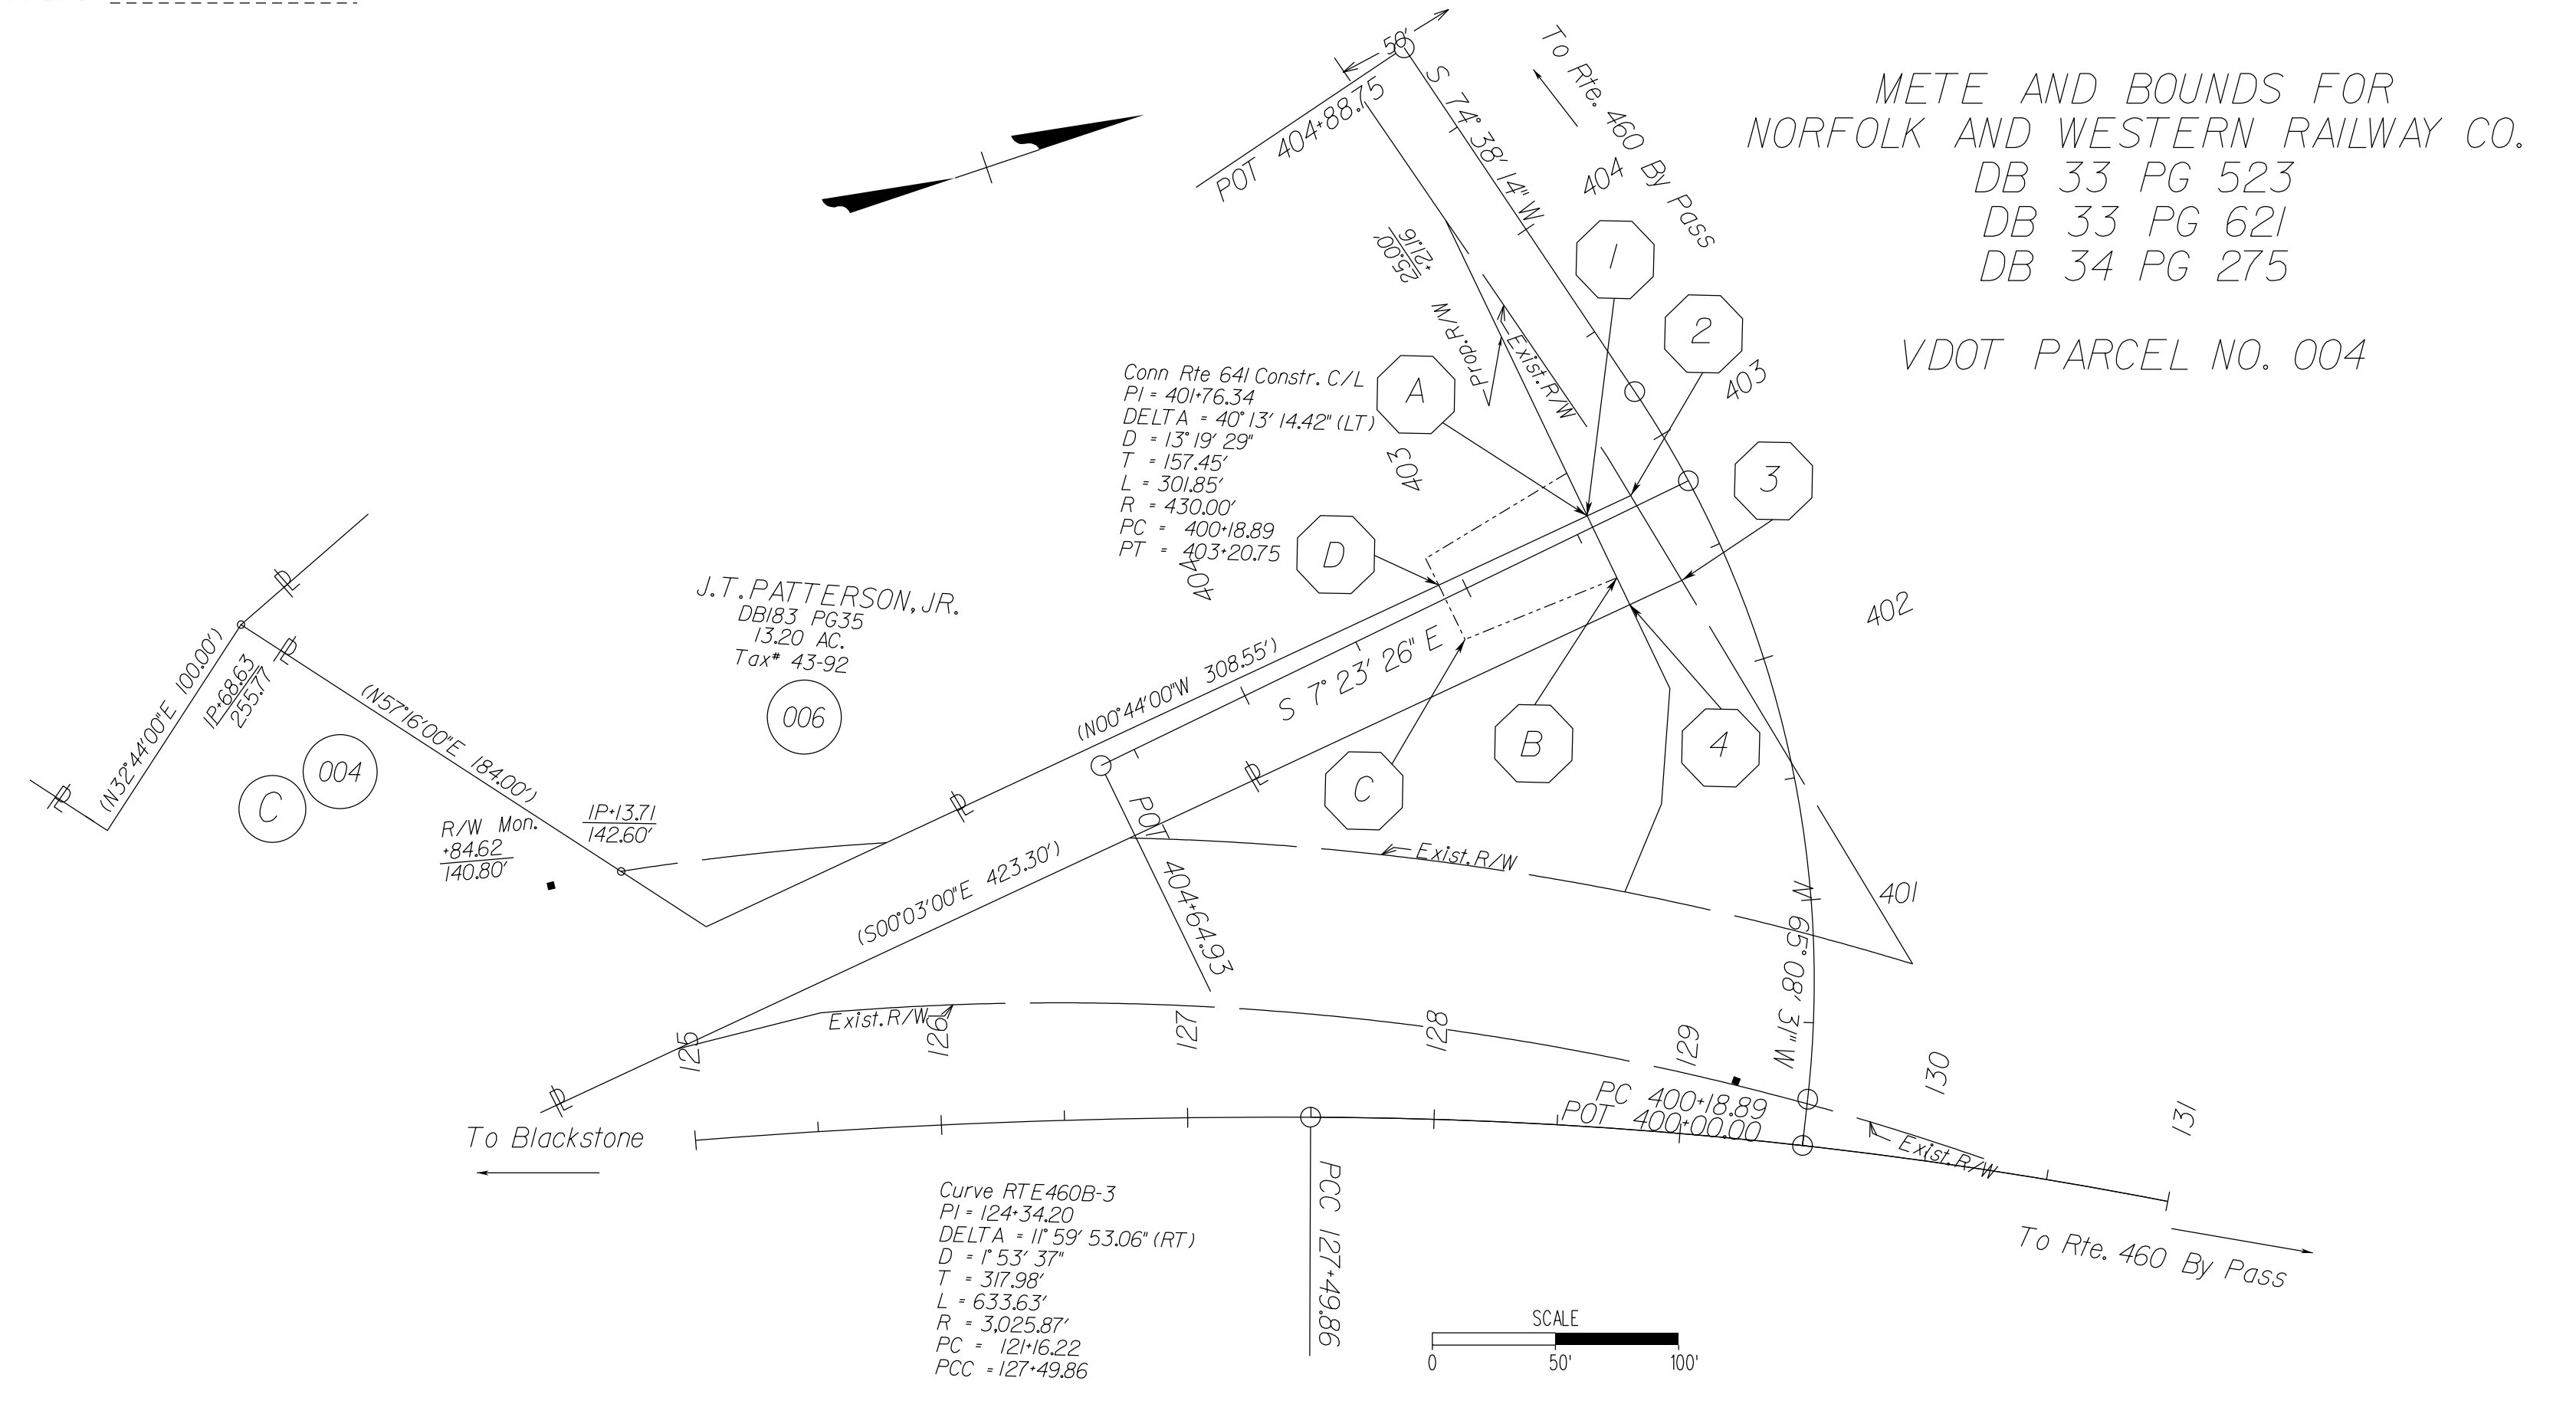 METE AND BOUNDS FOR
NORFOLK AND WESTERN RAILWAY CO.
DB 33 PG 523
DB 33 PG 621
DB 34 PG 275
VDOT PARCEL NO. 004
50'
POT 404+88.75
S 74° 38' 14" W
To Rte. 460 By Pass
404
25.00'
+21.16
Prop. R/W
Exist. R/W
1
2
403
A
3
D
Conn Rte 641 Constr. C/L
PI = 401+76.34
DELTA = 40° 13' 14.42" (LT)
D = 13° 19' 29"
T = 157.45'
L = 301.85'
R = 430.00'
PC = 400+18.89
PT = 403+20.75
403
404
402
J.T. PATTERSON, JR.
DB183 PG35
13.20 AC.
Tax# 43-92
006
(N00°44'00"W 308.55')
S 7° 23' 26" E
PL
PL
(N32°44'00"E 100.00')
IP+68.63
255.77
(N57°16'00"E 184.00')
C
004
PL
R/W Mon.
+84.62
140.80'
IP+13.71
142.60'
PL
PL
C
B
4
POT 404+64.93
Exist. R/W
(S00°03'00"E 423.30')
401
N 65° 08' 31" W
Exist. R/W
125
126
127
128
129
130
131
PL
PC 400+18.89
POT 400+00.00
Exist. R/W
To Blackstone
To Rte. 460 By Pass
PCC 127+49.86
Curve RTE460B-3
PI = 124+34.20
DELTA = 11° 59' 53.06" (RT)
D = 1° 53' 37"
T = 317.98'
L = 633.63'
R = 3,025.87'
PC = 121+16.22
PCC = 127+49.86
SCALE
0 50' 100'